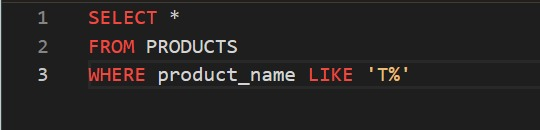 1 SELECT *
2 FROM PRODUCTS
3 WHERE product_name LIKE 'T%'